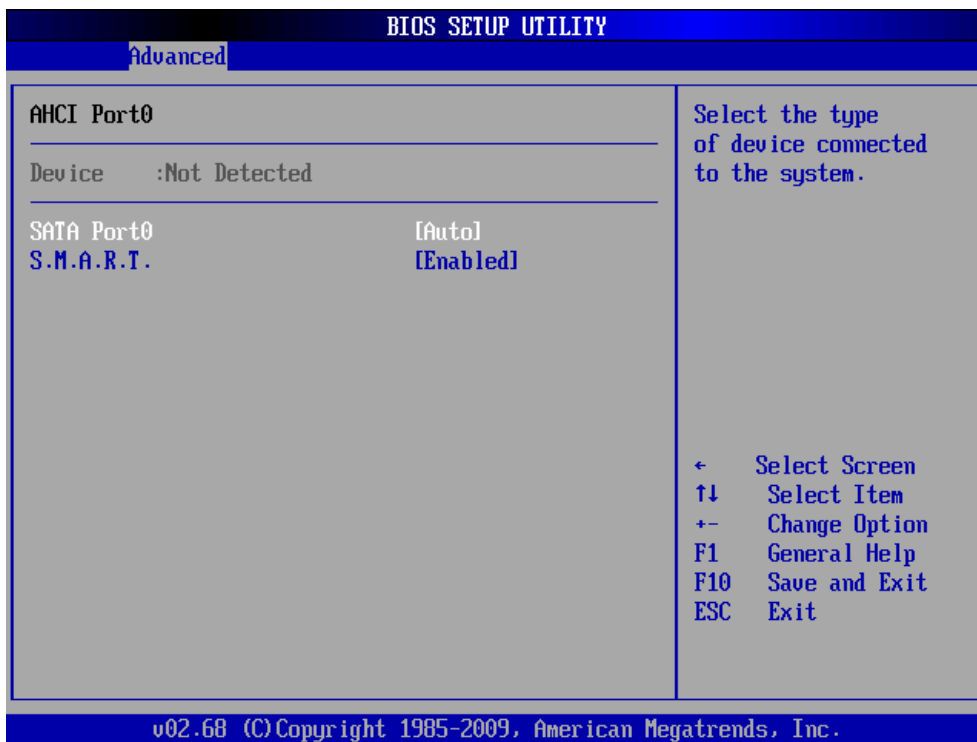 BIOS SETUP UTILITY
Advanced
AHCI Port0
Device :Not Detected
SATA Port0 [Auto]
S.M.A.R.T. [Enabled]
Select the type
of device connected
to the system.
← Select Screen
↑↓ Select Item
+- Change Option
F1 General Help
F10 Save and Exit
ESC Exit
v02.68 (C)Copyright 1985-2009, American Megatrends, Inc.